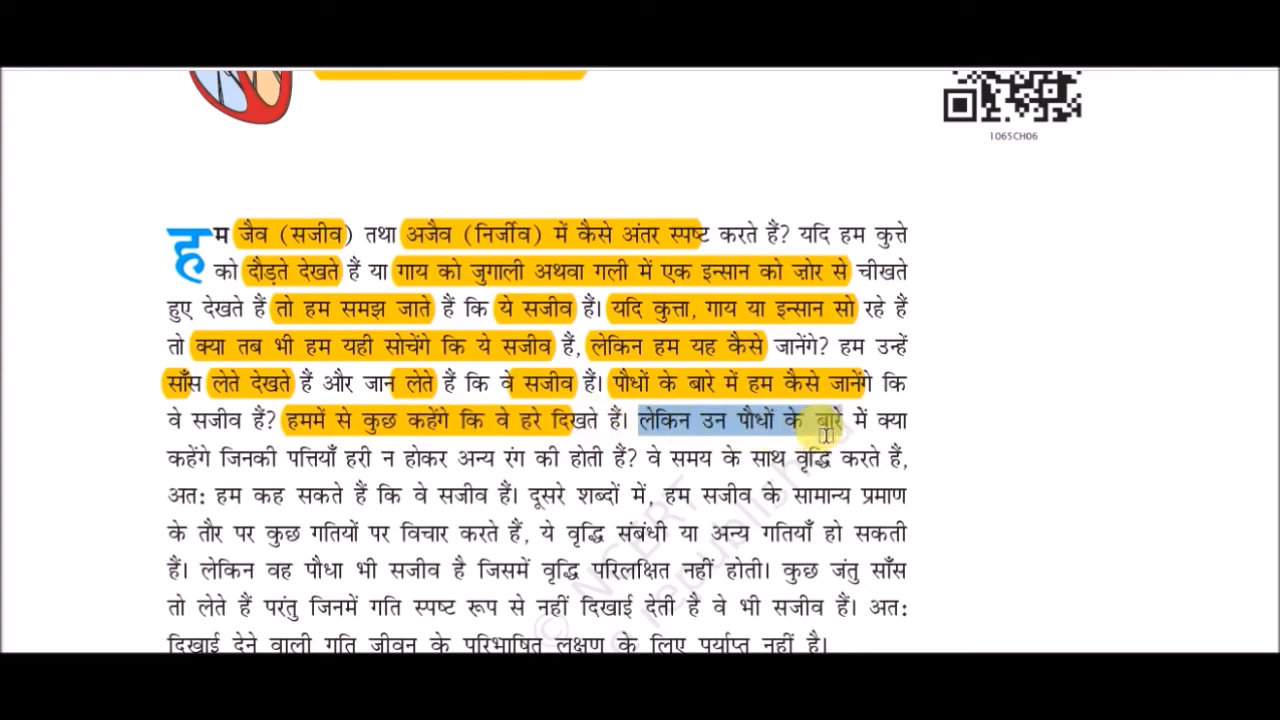 1065CH06
हम जैव (सजीव) तथा अजैव (निर्जीव) में कैसे अंतर स्पष्ट करते हैं? यदि हम कुत्ते
को दौड़ते देखते हैं या गाय को जुगाली अथवा गली में एक इन्सान को ज़ोर से चीखते
हुए देखते हैं तो हम समझ जाते हैं कि ये सजीव हैं। यदि कुत्ता, गाय या इन्सान सो रहे हैं
तो क्या तब भी हम यही सोचेंगे कि ये सजीव हैं, लेकिन हम यह कैसे जानेंगे? हम उन्हें
साँस लेते देखते हैं और जान लेते हैं कि वे सजीव हैं। पौधों के बारे में हम कैसे जानेंगे कि
वे सजीव हैं? हममें से कुछ कहेंगे कि वे हरे दिखते हैं। लेकिन उन पौधों के बारे में क्या
कहेंगे जिनकी पत्तियाँ हरी न होकर अन्य रंग की होती हैं? वे समय के साथ वृद्धि करते हैं,
अतः हम कह सकते हैं कि वे सजीव हैं। दूसरे शब्दों में, हम सजीव के सामान्य प्रमाण
के तौर पर कुछ गतियों पर विचार करते हैं, ये वृद्धि संबंधी या अन्य गतियाँ हो सकती
हैं। लेकिन वह पौधा भी सजीव है जिसमें वृद्धि परिलक्षित नहीं होती। कुछ जंतु साँस
तो लेते हैं परंतु जिनमें गति स्पष्ट रूप से नहीं दिखाई देती है वे भी सजीव हैं। अतः
दिखाई देने वाली गति जीवन के परिभाषित लक्षण के लिए पर्याप्त नहीं है।
© NCERT
republished